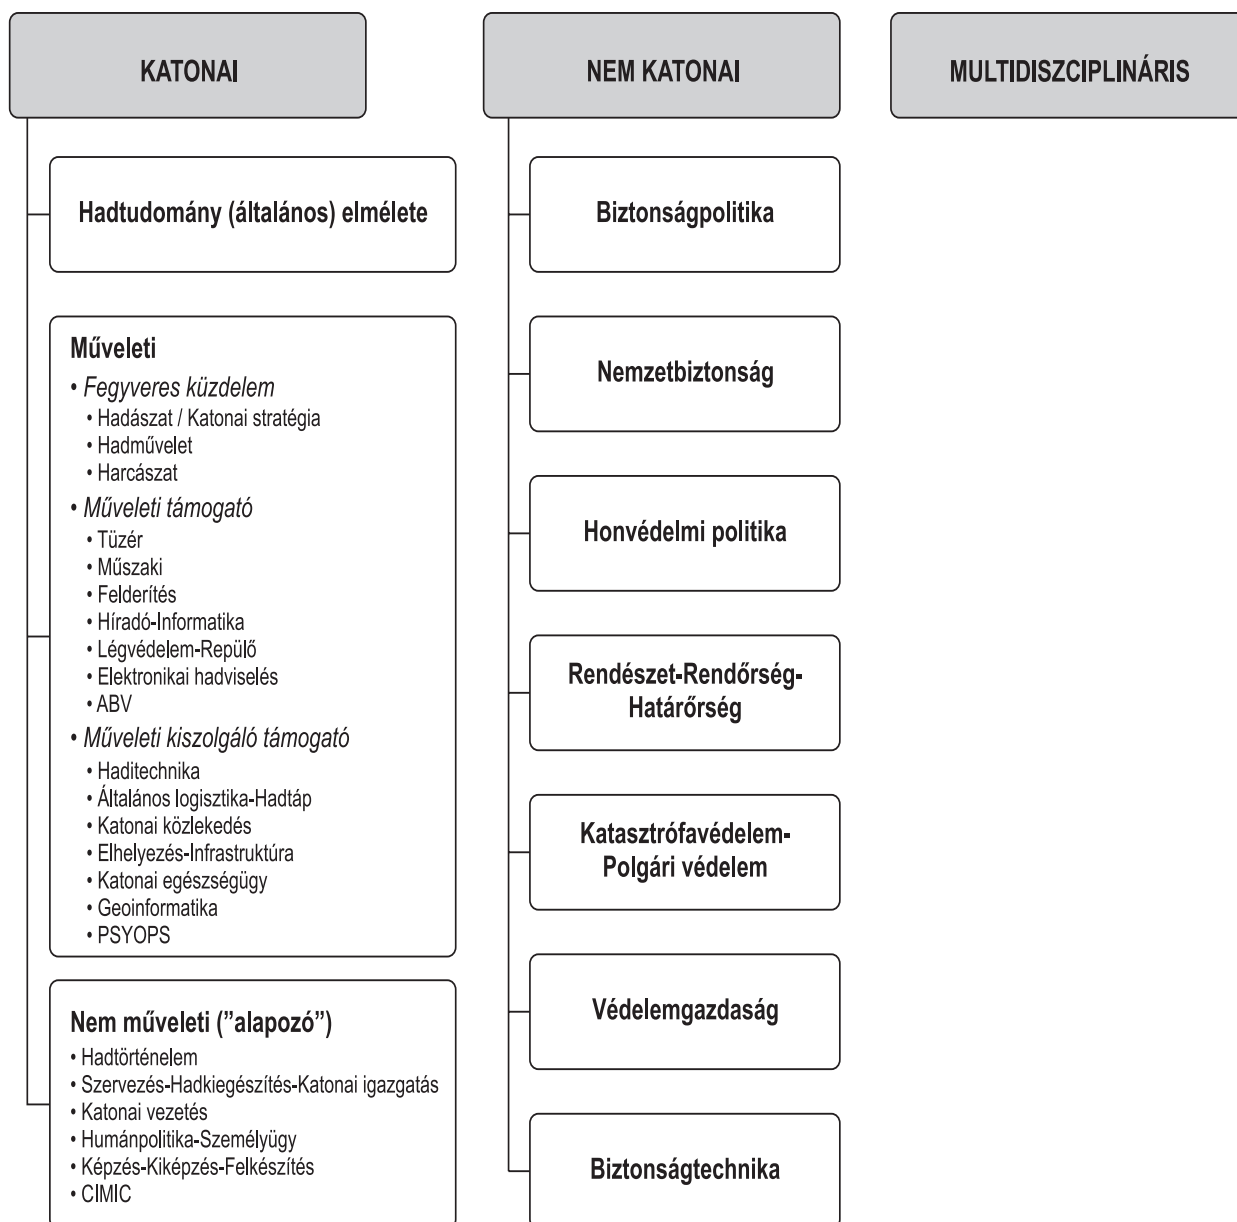 KATONAI
Hadtudomány (általános) elmélete
Műveleti
• Fegyveres küzdelem
• Hadászat / Katonai stratégia
• Hadművelet
• Harcászat
• Műveleti támogató
• Tüzér
• Műszaki
• Felderítés
• Híradó-Informatika
• Légvédelem-Repülő
• Elektronikai hadviselés
• ABV
• Műveleti kiszolgáló támogató
• Haditechnika
• Általános logisztika-Hadtáp
• Katonai közlekedés
• Elhelyezés-Infrastruktúra
• Katonai egészségügy
• Geoinformatika
• PSYOPS
Nem műveleti (”alapozó”)
• Hadtörténelem
• Szervezés-Hadkiegészítés-Katonai igazgatás
• Katonai vezetés
• Humánpolitika-Személyügy
• Képzés-Kiképzés-Felkészítés
• CIMIC
NEM KATONAI
Biztonságpolitika
Nemzetbiztonság
Honvédelmi politika
Rendészet-Rendőrség-
Határőrség
Katasztrófavédelem-
Polgári védelem
Védelemgazdaság
Biztonságtechnika
MULTIDISZCIPLINÁRIS